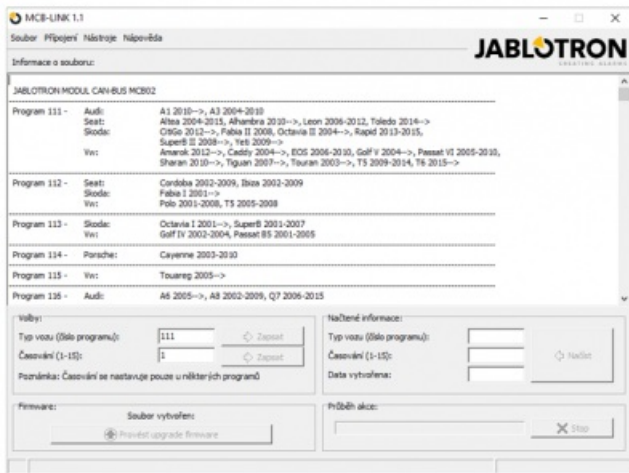 MCB-LINK 1.1
Soubor Připojení Nástroje Nápověda
JABLOTRON
CREATING ALARMS
Informace o souboru:
JABLOTRON MODUL CAN-BUS MCB02
Program 111 - Audi: A1 2010-->, A3 2004-2010
Seat: Altea 2004-2015, Alhambra 2010-->, Leon 2006-2012, Toledo 2014-->
Skoda: CitiGo 2012-->, Fabia II 2008, Octavia II 2004-->, Rapid 2013-2015,
SuperB II 2008-->, Yeti 2009-->
Vw: Amarok 2012-->, Caddy 2004-->, EOS 2006-2010, Golf V 2004-->, Passat VI 2005-2010,
Sharan 2010-->, Tiguan 2007-->, Touran 2003-->, T5 2009-2014, T6 2015-->
Program 112 - Seat: Cordoba 2002-2009, Ibiza 2002-2009
Skoda: Fabia I 2001-->
Vw: Polo 2001-2008, T5 2005-2008
Program 113 - Skoda: Octavia I 2001-->, SuperB 2001-2007
Vw: Golf IV 2002-2004, Passat B5 2001-2005
Program 114 - Porsche: Cayenne 2003-2010
Program 115 - Vw: Touareg 2005-->
Program 116 - Audi: A6 2005-->, A8 2002-2009, Q7 2006-2015
Volby:
Typ vozu (číslo programu): 111 Zapsat
Časování (1-15): 1 Zapsat
Poznámka: Časování se nastavuje pouze u některých programů
Načtené informace:
Typ vozu (číslo programu):
Časování (1-15):
Data vytvořena:
Načíst
Firmware:
Soubor vytvořen:
Provést upgrade firmware
Průběh akce:
Stop